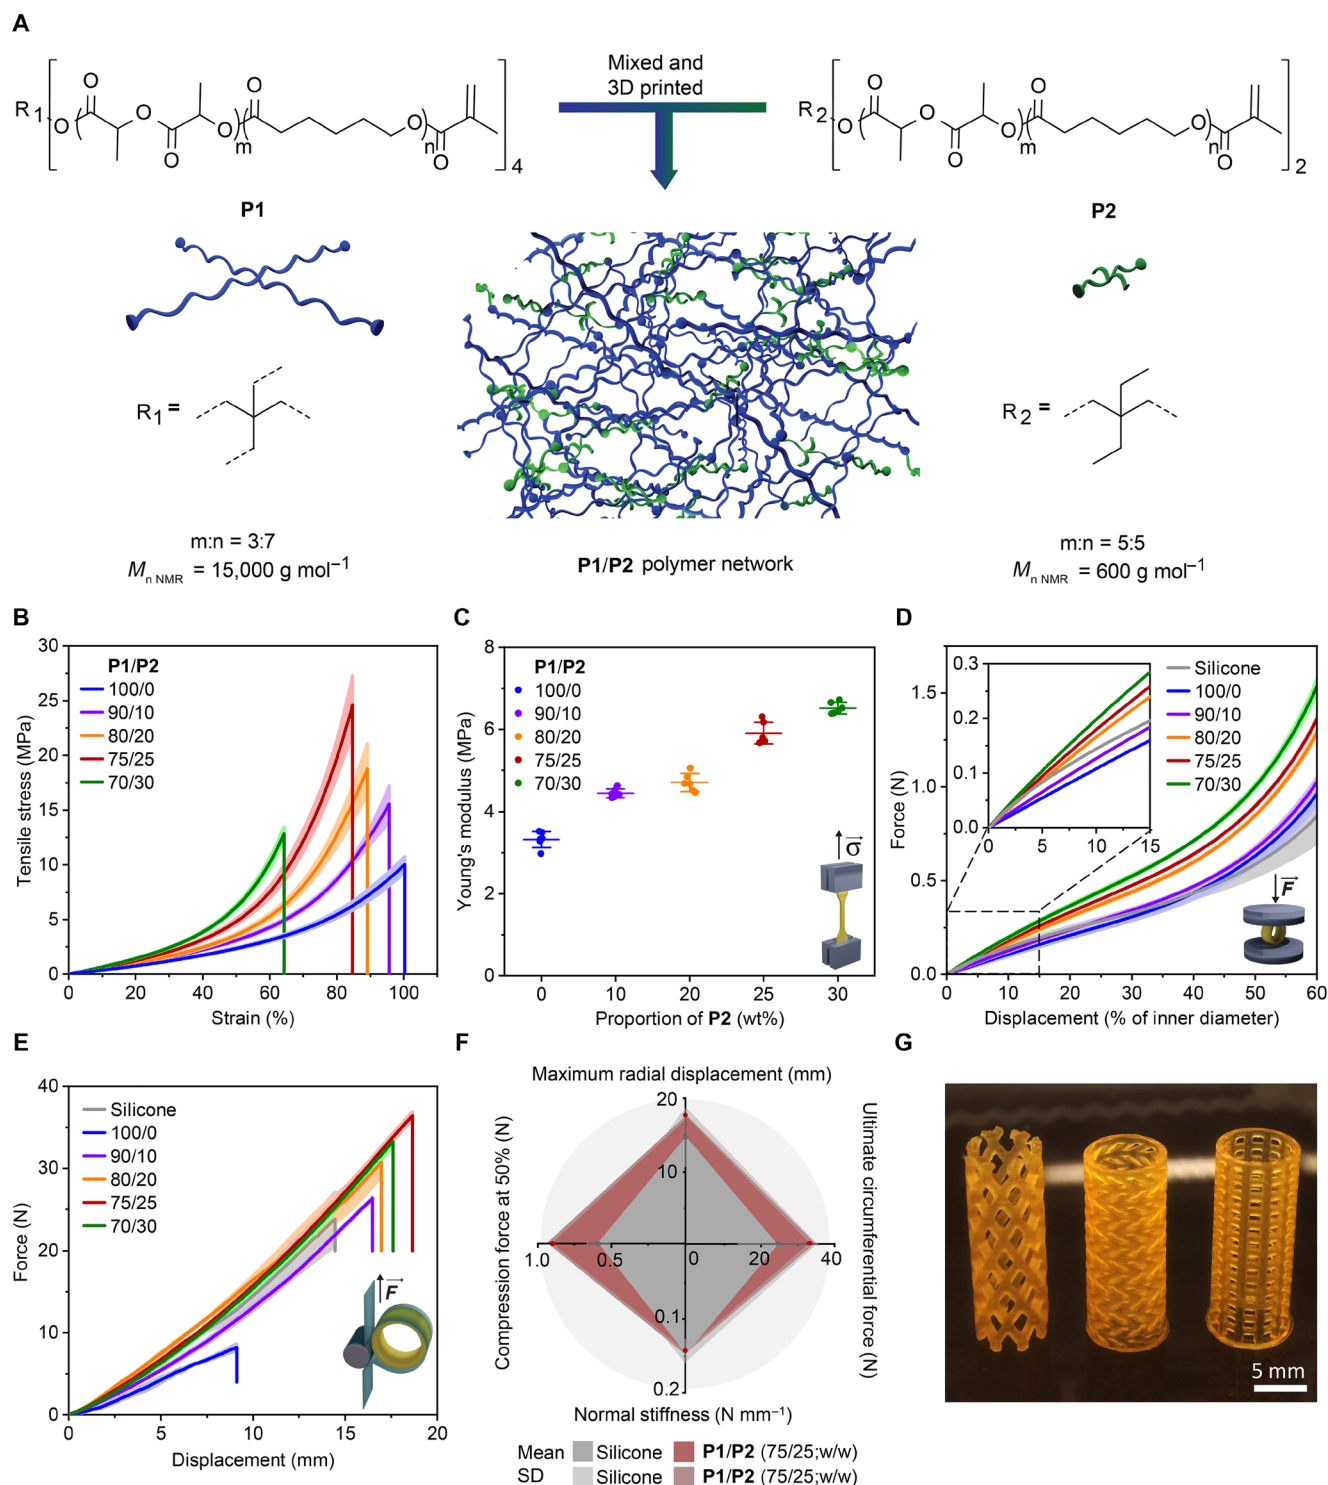 A
R1
O
O
O
O
O
m
O
O
n
O
4
Mixed and
3D printed
R2
O
O
O
O
O
m
O
O
n
O
2
P1
P2
R1 =
R2 =
m:n = 3:7
Mn NMR = 15,000 g mol–1
P1/P2 polymer network
m:n = 5:5
Mn NMR = 600 g mol–1
B
30
25
20
15
10
5
0
Tensile stress (MPa)
P1/P2
100/0
90/10
80/20
75/25
70/30
0 20 40 60 80 100
Strain (%)
C
8
6
4
2
0
Young's modulus (MPa)
P1/P2
100/0
90/10
80/20
75/25
70/30
σ
0 10 20 25 30
Proportion of P2 (wt%)
D
1.5
1.0
0.5
0.0
Force (N)
0.3
0.2
0.1
0.0
0 5 10 15
Silicone
100/0
90/10
80/20
75/25
70/30
F
0 10 20 30 40 50 60
Displacement (% of inner diameter)
E
40
30
20
10
0
Force (N)
Silicone
100/0
90/10
80/20
75/25
70/30
F
0 5 10 15 20
Displacement (mm)
F
Maximum radial displacement (mm)
20
10
Compression force at 50% (N)
Ultimate circumferential force (N)
1.0 0.5 0 20 40
0.1
0.2
Normal stiffness (N mm–1)
Mean Silicone P1/P2 (75/25;w/w)
SD Silicone P1/P2 (75/25;w/w)
G
5 mm